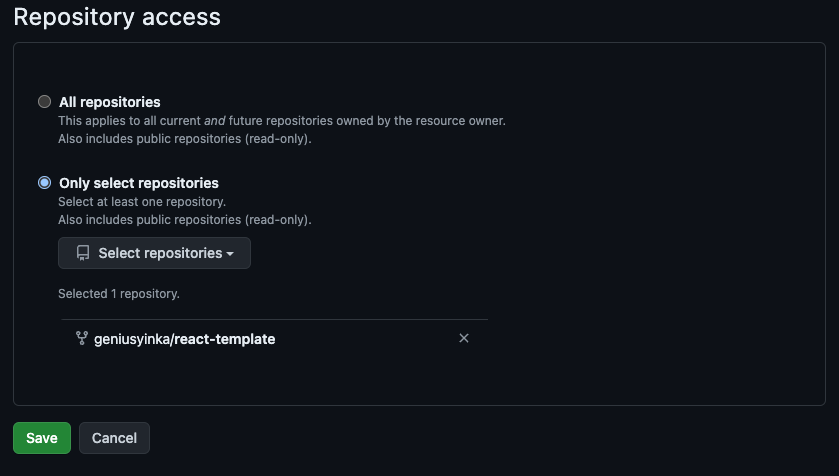 Repository access
All repositories
This applies to all current and future repositories owned by the resource owner.
Also includes public repositories (read-only).
Only select repositories
Select at least one repository.
Also includes public repositories (read-only).
Select repositories
Selected 1 repository.
geniusyinka/react-template
Save Cancel